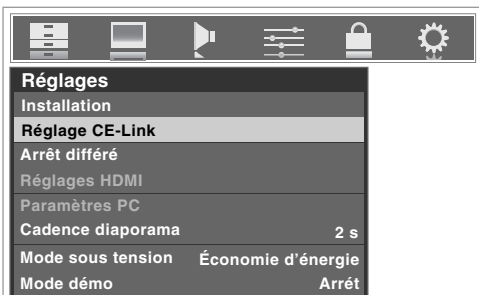 Réglages
Installation
Réglage CE-Link
Arrêt différé
Réglages HDMI
Paramètres PC
Cadence diaporama 2 s
Mode sous tension Économie d'énergie
Mode démo Arrét